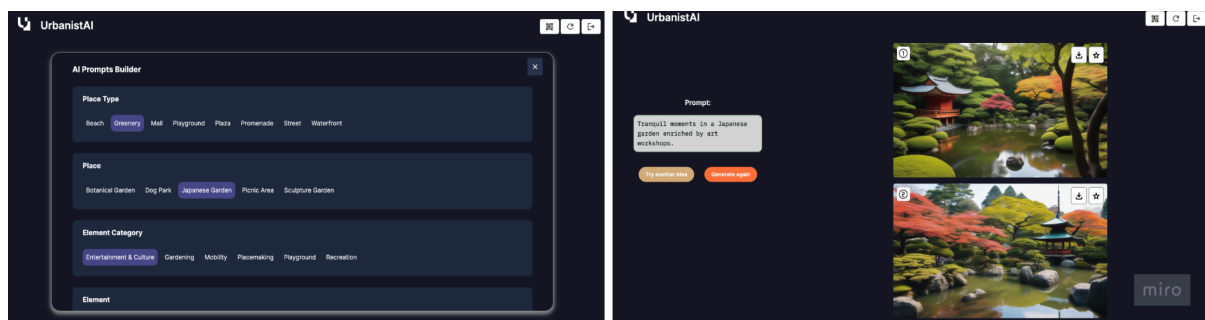 UrbanistAI
AI Prompts Builder
Place Type
Beach Greenery Mall Playground Plaza Promenade Street Waterfront
Place
Botanical Garden Dog Park Japanese Garden Picnic Area Sculpture Garden
Element Category
Entertainment & Culture Gardening Mobility Placemaking Playground Recreation
Element
UrbanistAI
Prompt:
Tranquil moments in a Japanese
garden enriched by art
workshops.
Try another idea Generate again
1
2
miro